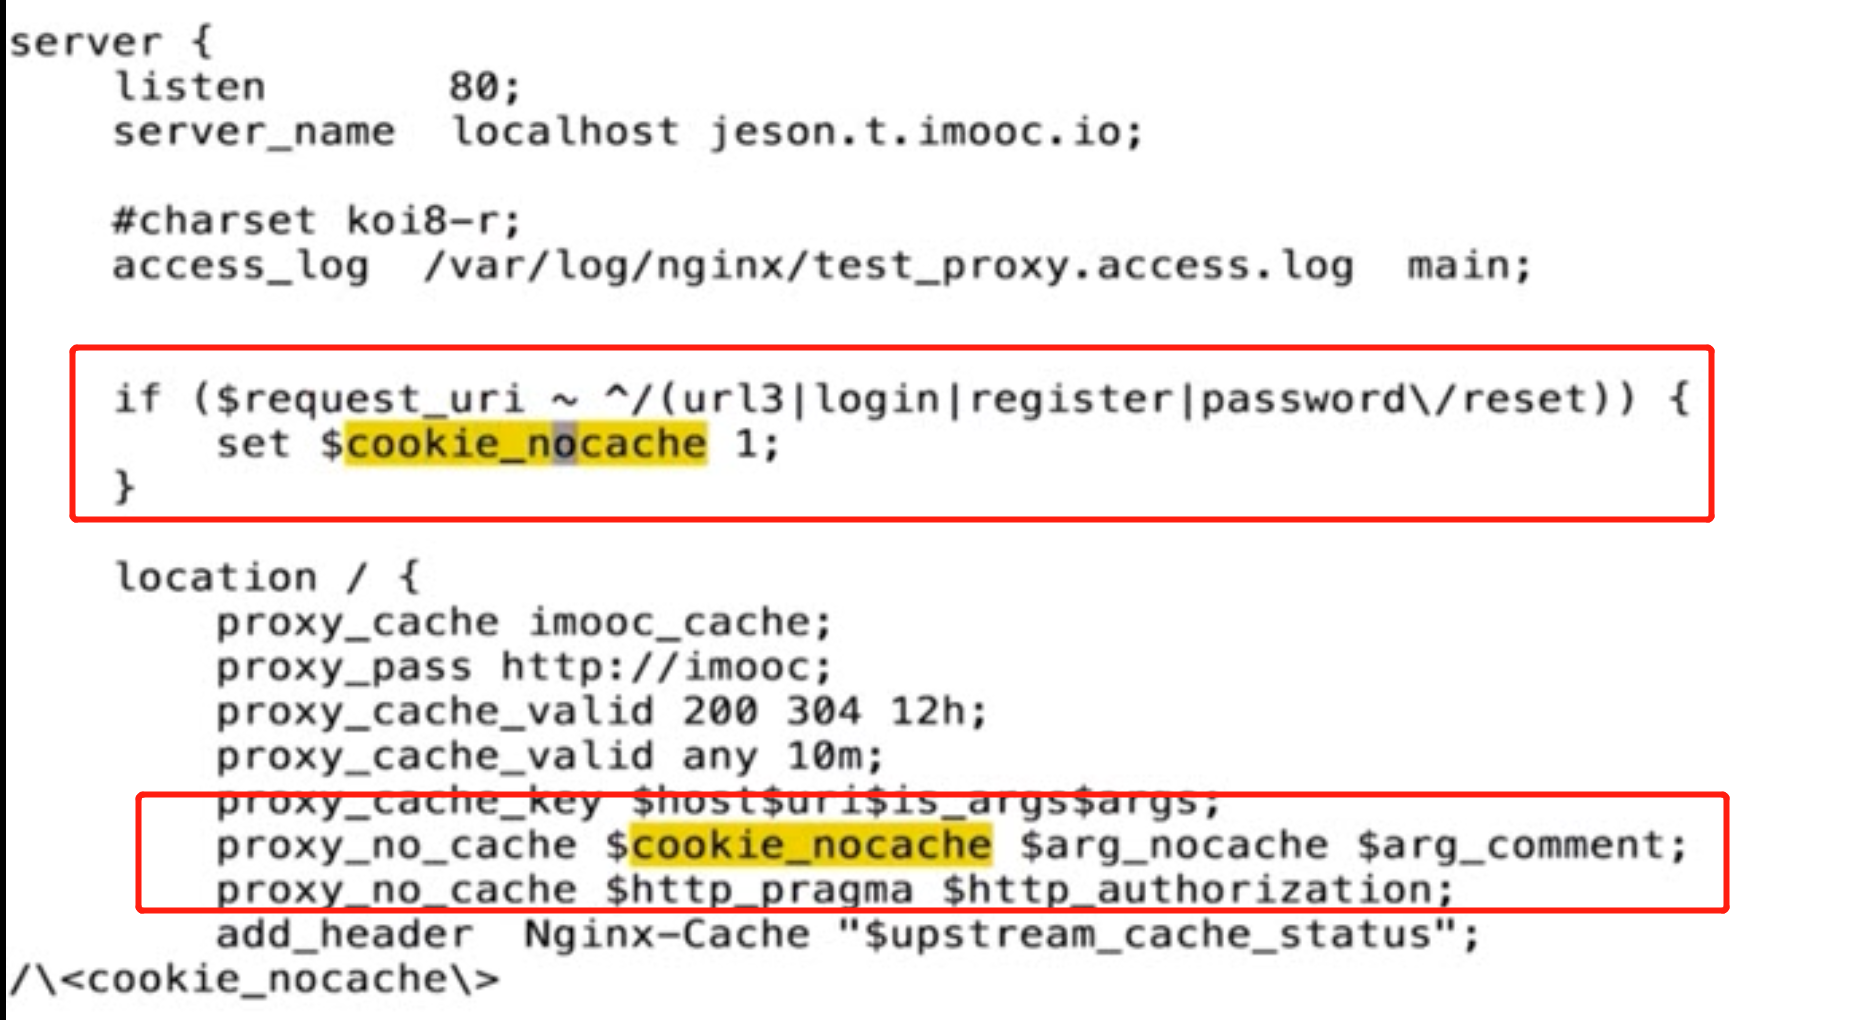 server {
    listen       80;
    server_name  localhost jeson.t.imooc.io;

    #charset koi8-r;
    access_log  /var/log/nginx/test_proxy.access.log  main;

    if ($request_uri ~ ^/(url3|login|register|password\/reset)) {
        set $cookie_nocache 1;
    }

    location / {
        proxy_cache imooc_cache;
        proxy_pass http://imooc;
        proxy_cache_valid 200 304 12h;
        proxy_cache_valid any 10m;
        proxy_cache_key $host$uri$is_args$args;
        proxy_no_cache $cookie_nocache $arg_nocache $arg_comment;
        proxy_no_cache $http_pragma $http_authorization;
        add_header  Nginx-Cache "$upstream_cache_status";
/\<cookie_nocache\>